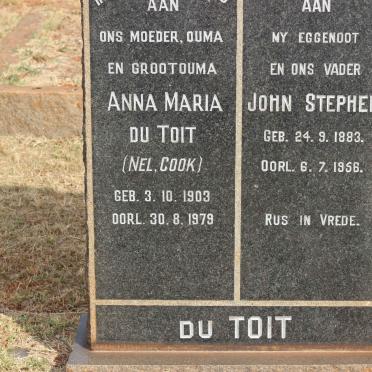 AAN
ONS MOEDER, OUMA
EN GROOTOUMA
ANNA MARIA
DU TOIT
(NEL, COOK)
GEB. 3. 10. 1903
OORL. 30. 8. 1979
AAN
MY EGGENOOT
EN ONS VADER
JOHN STEPHE
GEB. 24. 9. 1883.
OORL. 6. 7. 1956.
RUS IN VREDE.
DU TOIT